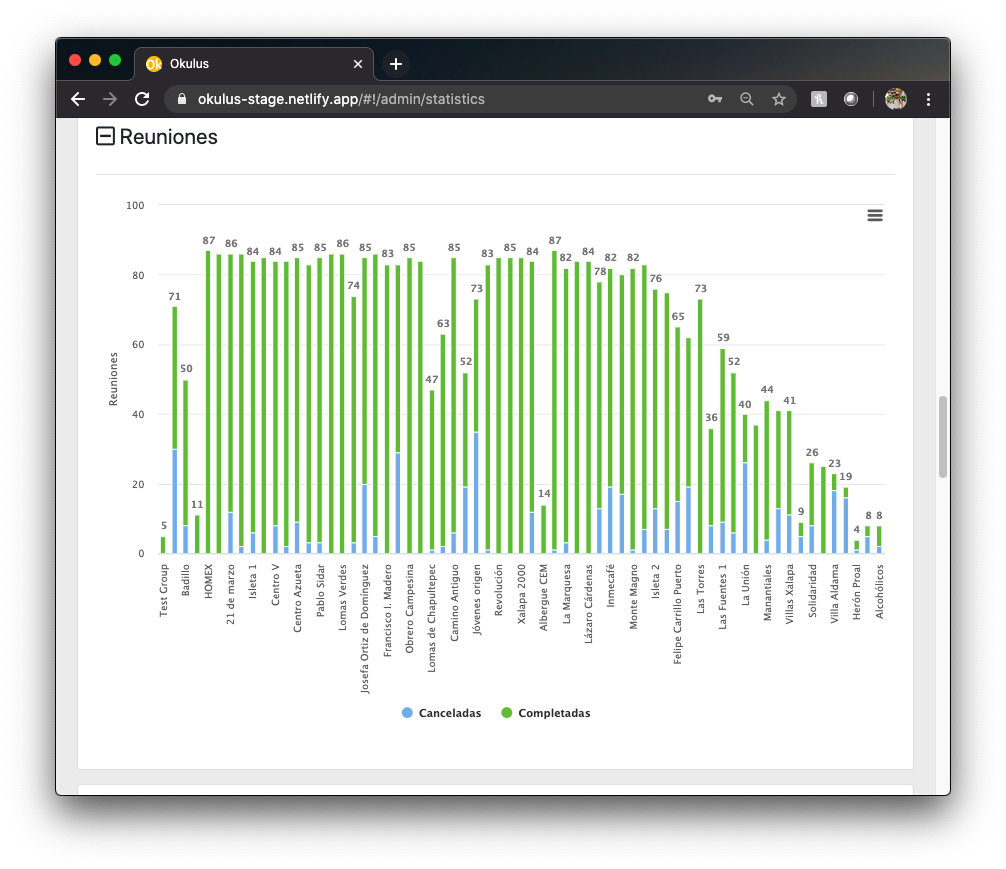 Okulus
okulus-stage.netlify.app/#!/admin/statistics
Reuniones
100
80
60
40
20
0
Reuniones
5
71
50
11
87
86
84
84
85
85
86
74
85
83
85
47
63
85
52
73
83
85
84
14
87
82
84
78
82
82
76
65
73
36
59
52
40
44
41
9
26
23
19
4
8
8
Test Group
Badillo
HOMEX
21 de marzo
Isleta 1
Centro V
Centro Azueta
Pablo Sidar
Lomas Verdes
Josefa Ortiz de Domínguez
Francisco I. Madero
Obrero Campesina
Lomas de Chapultepec
Camino Antiguo
Jóvenes origen
Revolución
Xalapa 2000
Albergue CEM
La Marquesa
Lázaro Cárdenas
Inmecafé
Monte Magno
Isleta 2
Felipe Carrillo Puerto
Las Torres
Las Fuentes 1
La Unión
Manantiales
Villas Xalapa
Solidaridad
Villa Aldama
Herón Proal
Alcohólicos
Canceladas
Completadas